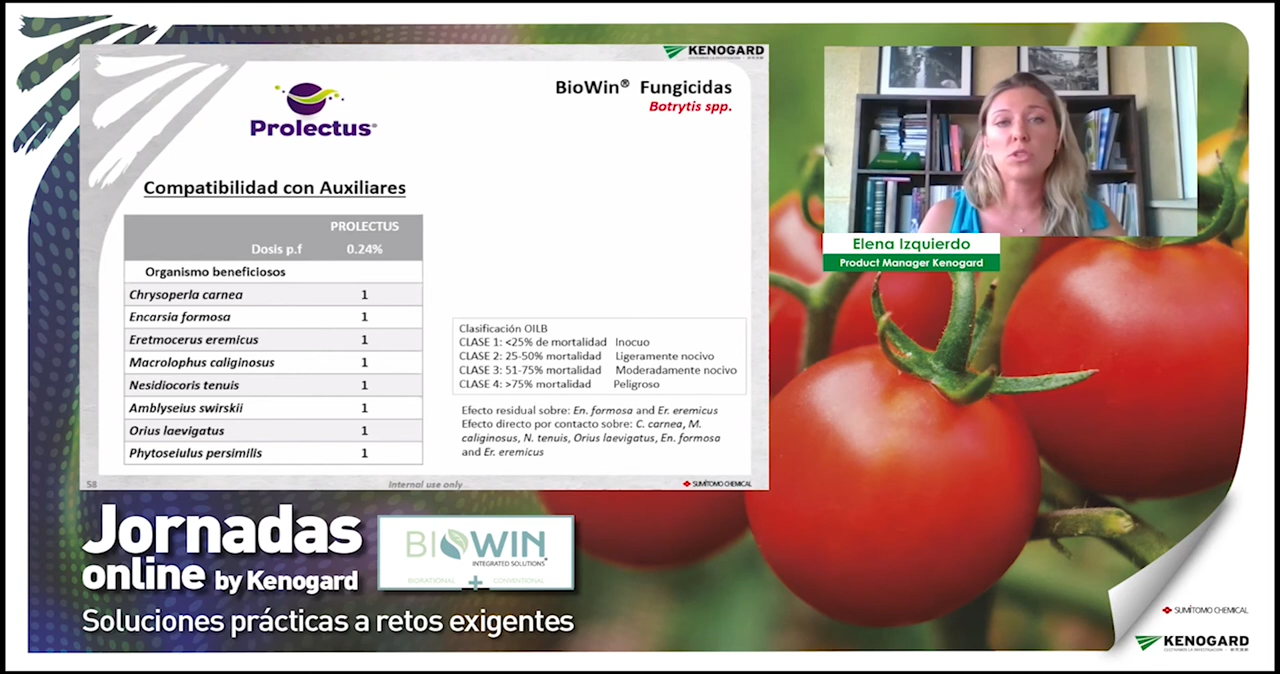 KENOGARD
BioWin® Fungicidas
Botrytis spp.
Prolectus®
Compatibilidad con Auxiliares
PROLECTUS
Dosis p.f 0.24%
Organismo beneficiosos
Chrysoperla carnea 1
Encarsia formosa 1
Eretmocerus eremicus 1
Macrolophus caliginosus 1
Nesidiocoris tenuis 1
Amblyseius swirskii 1
Orius laevigatus 1
Phytoseiulus persimilis 1
Clasificación OILB
CLASE 1: <25% de mortalidad Inocuo
CLASE 2: 25-50% mortalidad Ligeramente nocivo
CLASE 3: 51-75% mortalidad Moderadamente nocivo
CLASE 4: >75% mortalidad Peligroso
Efecto residual sobre: En. formosa and Er. eremicus
Efecto directo por contacto sobre: C. carnea, M.
caliginosus, N. tenuis, Orius laevigatus, En. formosa
and Er. eremicus
58
Internal use only
SUMITOMO CHEMICAL
Elena Izquierdo
Product Manager Kenogard
Jornadas
online by Kenogard
BIOWIN
INTEGRATED SOLUTIONS™
BIORATIONAL + CONVENTIONAL
Soluciones prácticas a retos exigentes
SUMITOMO CHEMICAL
KENOGARD